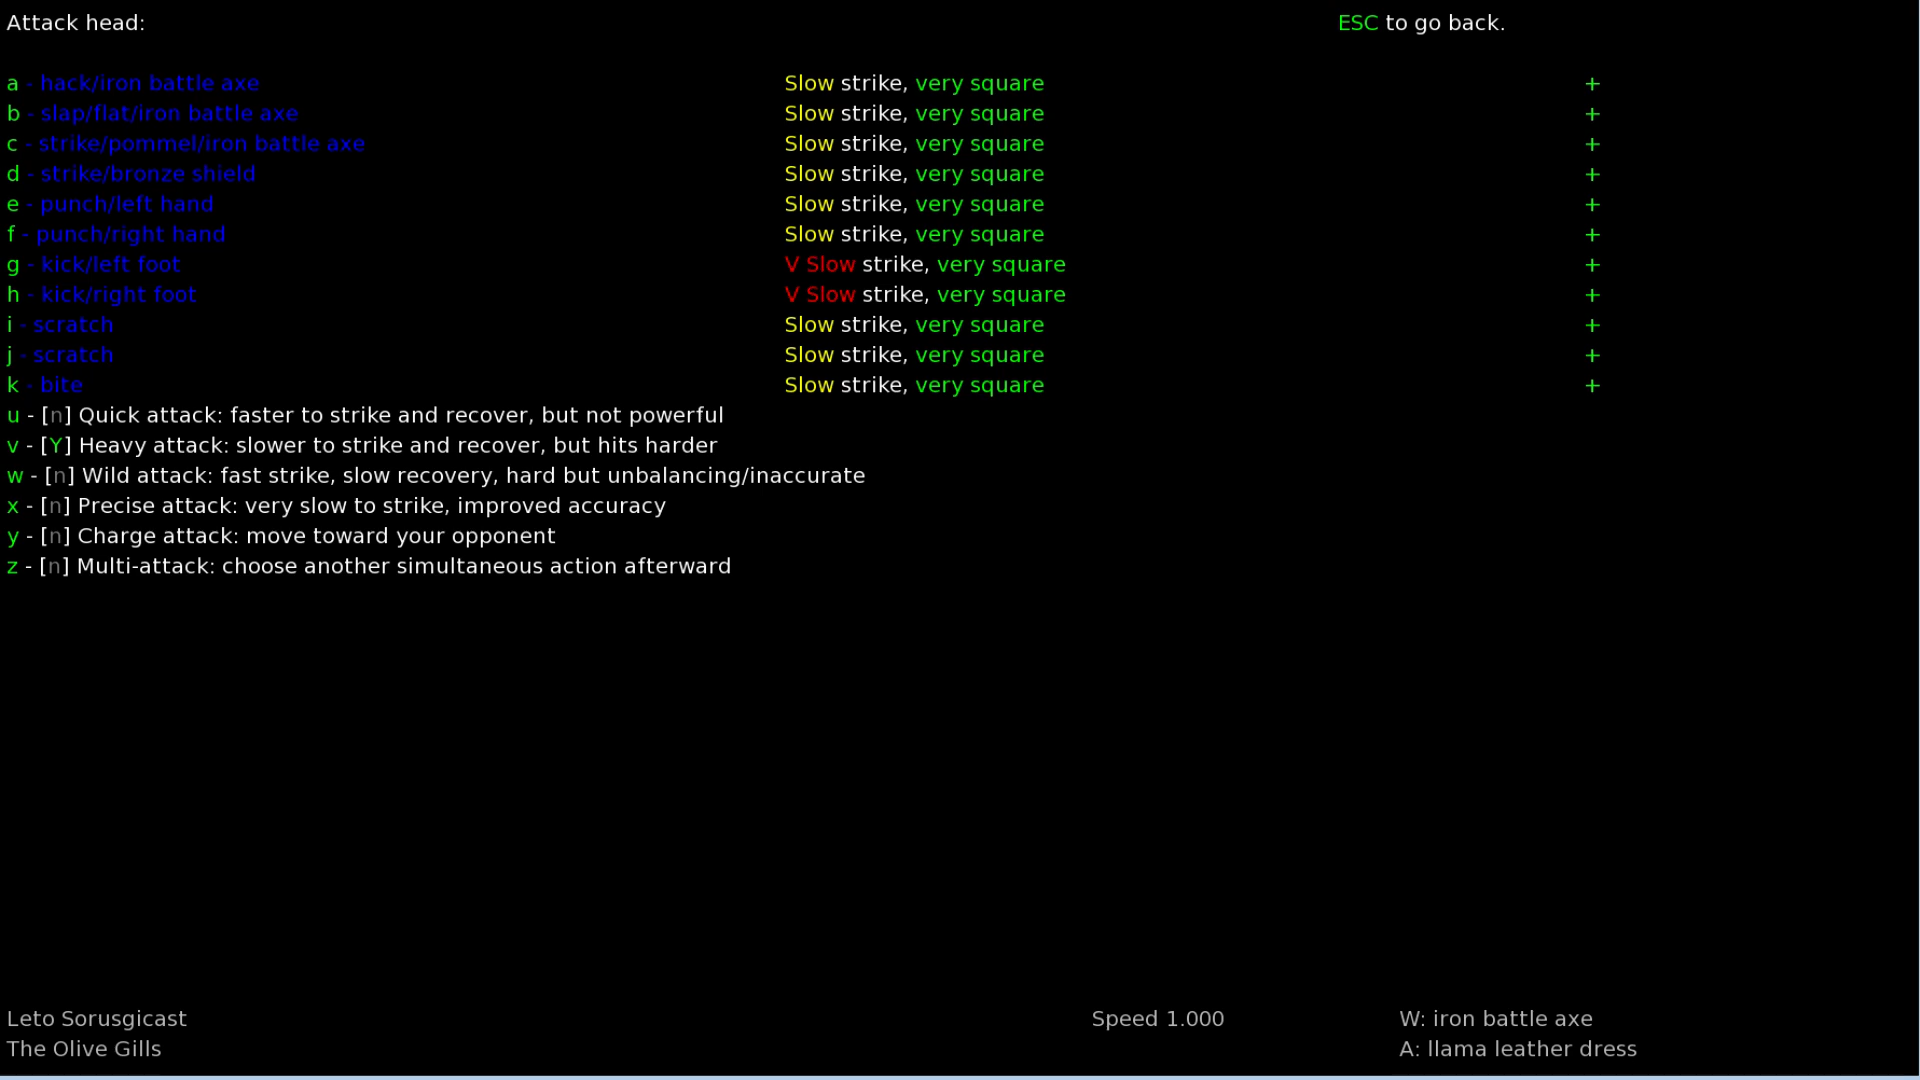 Attack head: ESC to go back.
a - hack/iron battle axe Slow strike, very square +
b - slap/flat/iron battle axe Slow strike, very square +
c - strike/pommel/iron battle axe Slow strike, very square +
d - strike/bronze shield Slow strike, very square +
e - punch/left hand Slow strike, very square +
f - punch/right hand Slow strike, very square +
g - kick/left foot V Slow strike, very square +
h - kick/right foot V Slow strike, very square +
i - scratch Slow strike, very square +
j - scratch Slow strike, very square +
k - bite Slow strike, very square +
u - [n] Quick attack: faster to strike and recover, but not powerful
v - [Y] Heavy attack: slower to strike and recover, but hits harder
w - [n] Wild attack: fast strike, slow recovery, hard but unbalancing/inaccurate
x - [n] Precise attack: very slow to strike, improved accuracy
y - [n] Charge attack: move toward your opponent
z - [n] Multi-attack: choose another simultaneous action afterward
Leto Sorusgicast Speed 1.000 W: iron battle axe
The Olive Gills A: llama leather dress